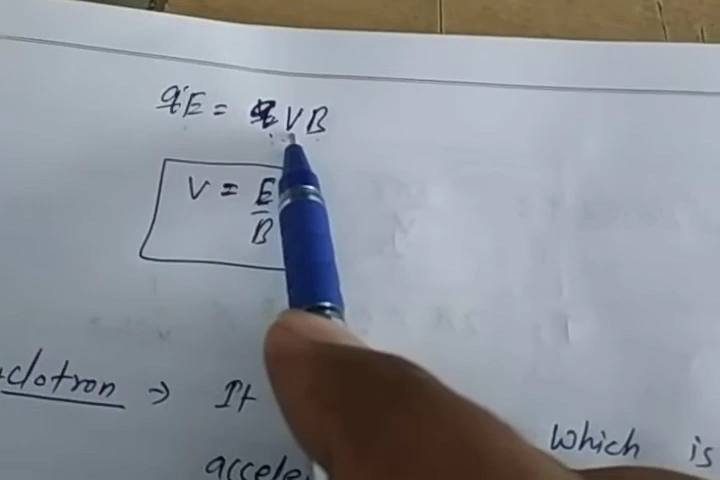 qE = qVB
V = E/B
clotron → It which is
accele